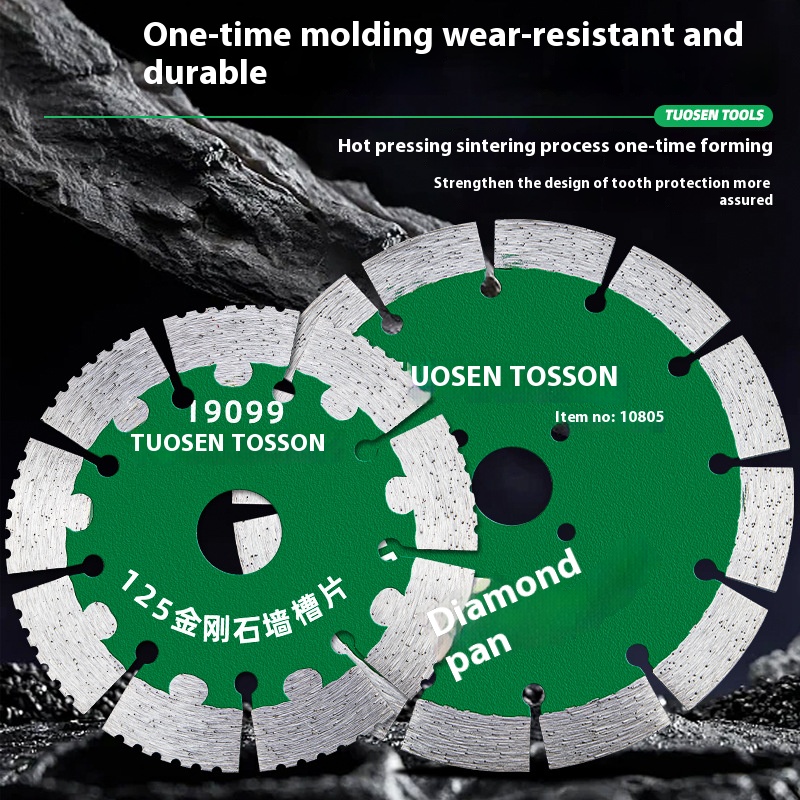 One-time molding wear-resistant and
durable
TUOSEN TOOLS
Hot pressing sintering process one-time forming
Strengthen the design of tooth protection more
assured
UOSEN TOSSON
Item no: 10805
19099
TUOSEN TOSSON
125金刚石墙槽片
Diamond
pan